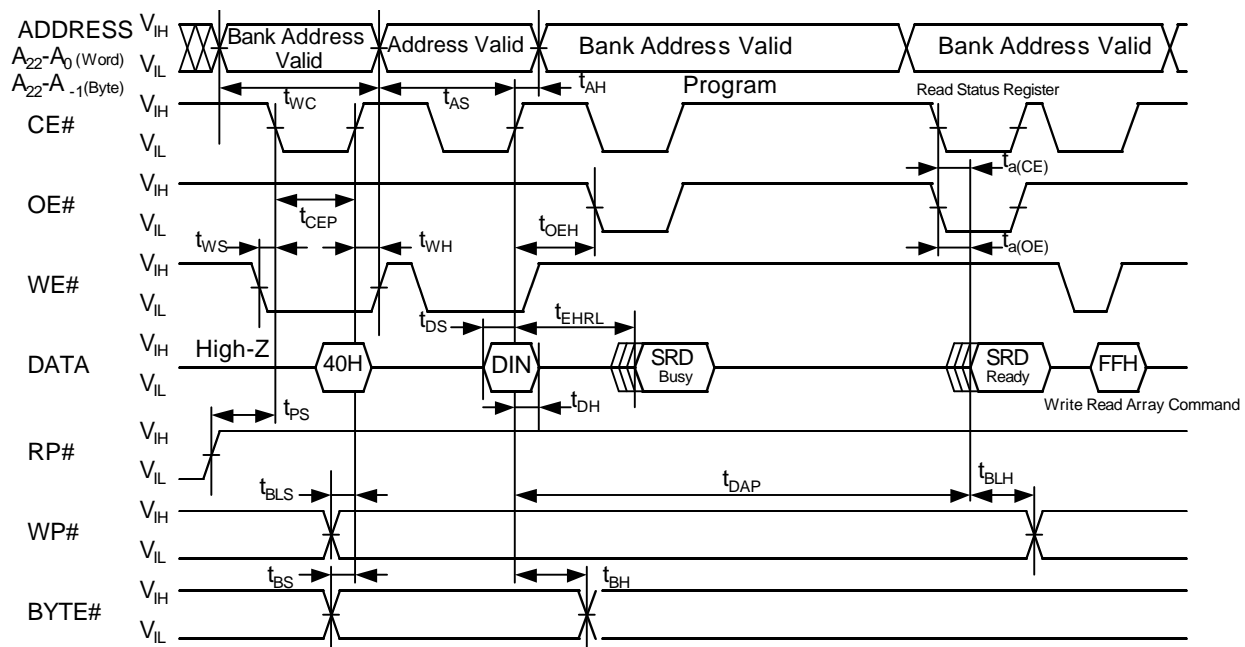 ADDRESS VIH Bank Address Valid Address Valid Bank Address Valid Bank Address Valid
A22-A0 (Word) VIL
A22-A -1(Byte)
tWC tAS tAH Program Read Status Register
CE# VIH
VIL
ta(CE)
OE# VIH
VIL
tCEP tOEH ta(OE)
tWS tWH
WE# VIH
VIL
tDS tEHRL
DATA VIH High-Z 40H DIN SRD Busy SRD Ready FFH
VIL
tPS tDH Write Read Array Command
RP# VIH
VIL
tBLS tDAP tBLH
WP# VIH
VIL
tBS tBH
BYTE# VIH
VIL